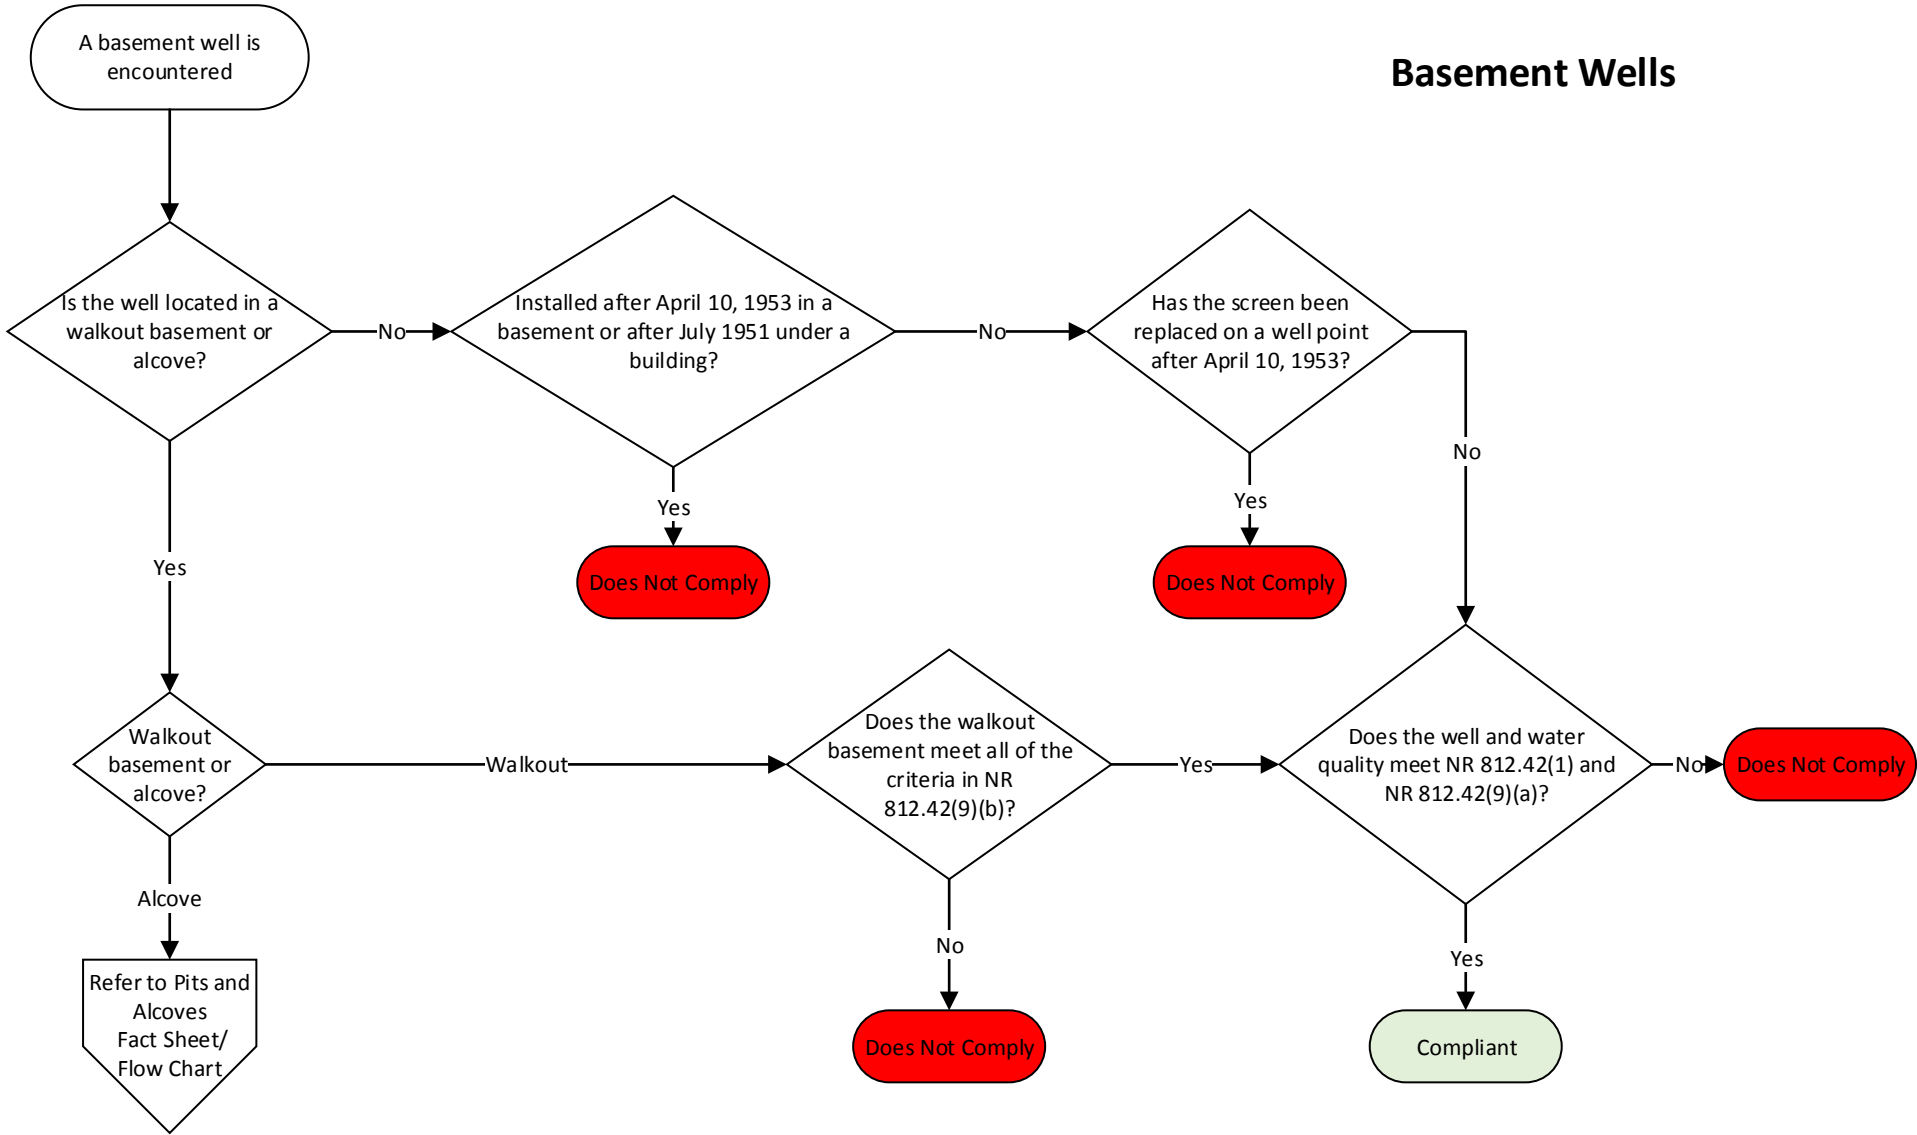 A basement well is
encountered
Basement Wells
Is the well located in a
walkout basement or
alcove?
No
Installed after April 10, 1953 in a
basement or after July 1951 under a
building?
No
Has the screen been
replaced on a well point
after April 10, 1953?
No
Yes
Yes
Yes
Does Not Comply
Does Not Comply
Walkout
basement or
alcove?
Walkout
Does the walkout
basement meet all of the
criteria in NR
812.42(9)(b)?
Yes
Does the well and water
quality meet NR 812.42(1) and
NR 812.42(9)(a)?
No
Does Not Comply
Alcove
No
Yes
Refer to Pits and
Alcoves
Fact Sheet/
Flow Chart
Does Not Comply
Compliant